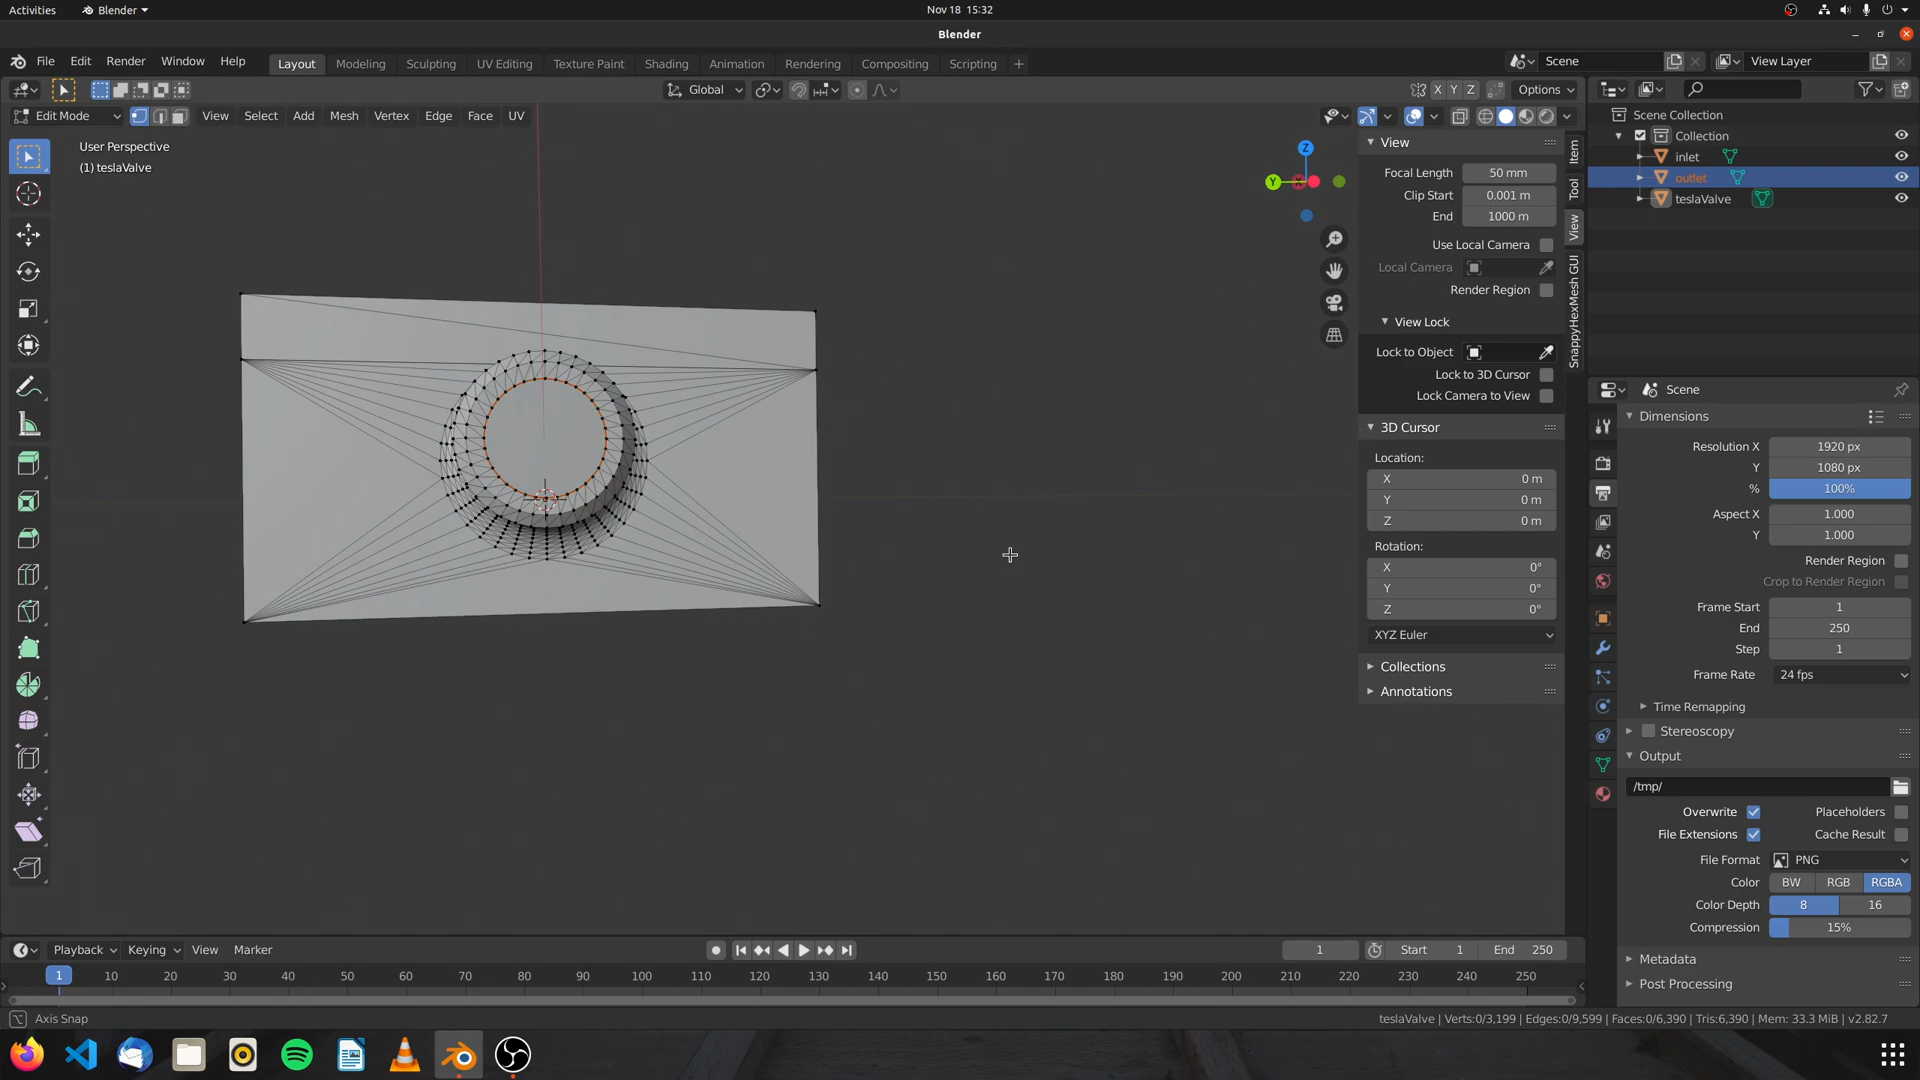 Activities
Blender
Nov 18 15:32
Blender
File Edit Render Window Help
Layout Modeling Sculpting UV Editing Texture Paint Shading Animation Rendering Compositing Scripting +
Scene
View Layer
Global
X Y Z
Options
Edit Mode
View Select Add Mesh Vertex Edge Face UV
User Perspective
(1) teslaValve
Z
Y
X
View
Focal Length 50 mm
Clip Start 0.001 m
End 1000 m
Use Local Camera
Local Camera
Render Region
View Lock
Lock to Object
Lock to 3D Cursor
Lock Camera to View
3D Cursor
Location:
X 0 m
Y 0 m
Z 0 m
Rotation:
X 0°
Y 0°
Z 0°
XYZ Euler
Collections
Annotations
Item
Tool
View
SnappyHexMesh GUI
Scene Collection
Collection
inlet
outlet
teslaValve
Scene
Dimensions
Resolution X 1920 px
Y 1080 px
% 100%
Aspect X 1.000
Y 1.000
Render Region
Crop to Render Region
Frame Start 1
End 250
Step 1
Frame Rate 24 fps
Time Remapping
Stereoscopy
Output
/tmp/
Overwrite Placeholders
File Extensions Cache Result
File Format PNG
Color BW RGB RGBA
Color Depth 8 16
Compression 15%
Metadata
Post Processing
Playback Keying View Marker
1
Start 1
End 250
1 10 20 30 40 50 60 70 80 90 100 110 120 130 140 150 160 170 180 190 200 210 220 230 240 250
Axis Snap
teslaValve | Verts:0/3,199 | Edges:0/9,599 | Faces:0/6,390 | Tris:6,390 | Mem: 33.3 MiB | v2.82.7